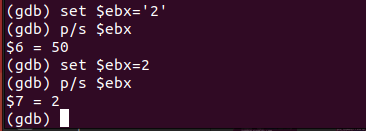 (gdb) set $ebx='2'
(gdb) p/s $ebx
$6 = 50
(gdb) set $ebx=2
(gdb) p/s $ebx
$7 = 2
(gdb)